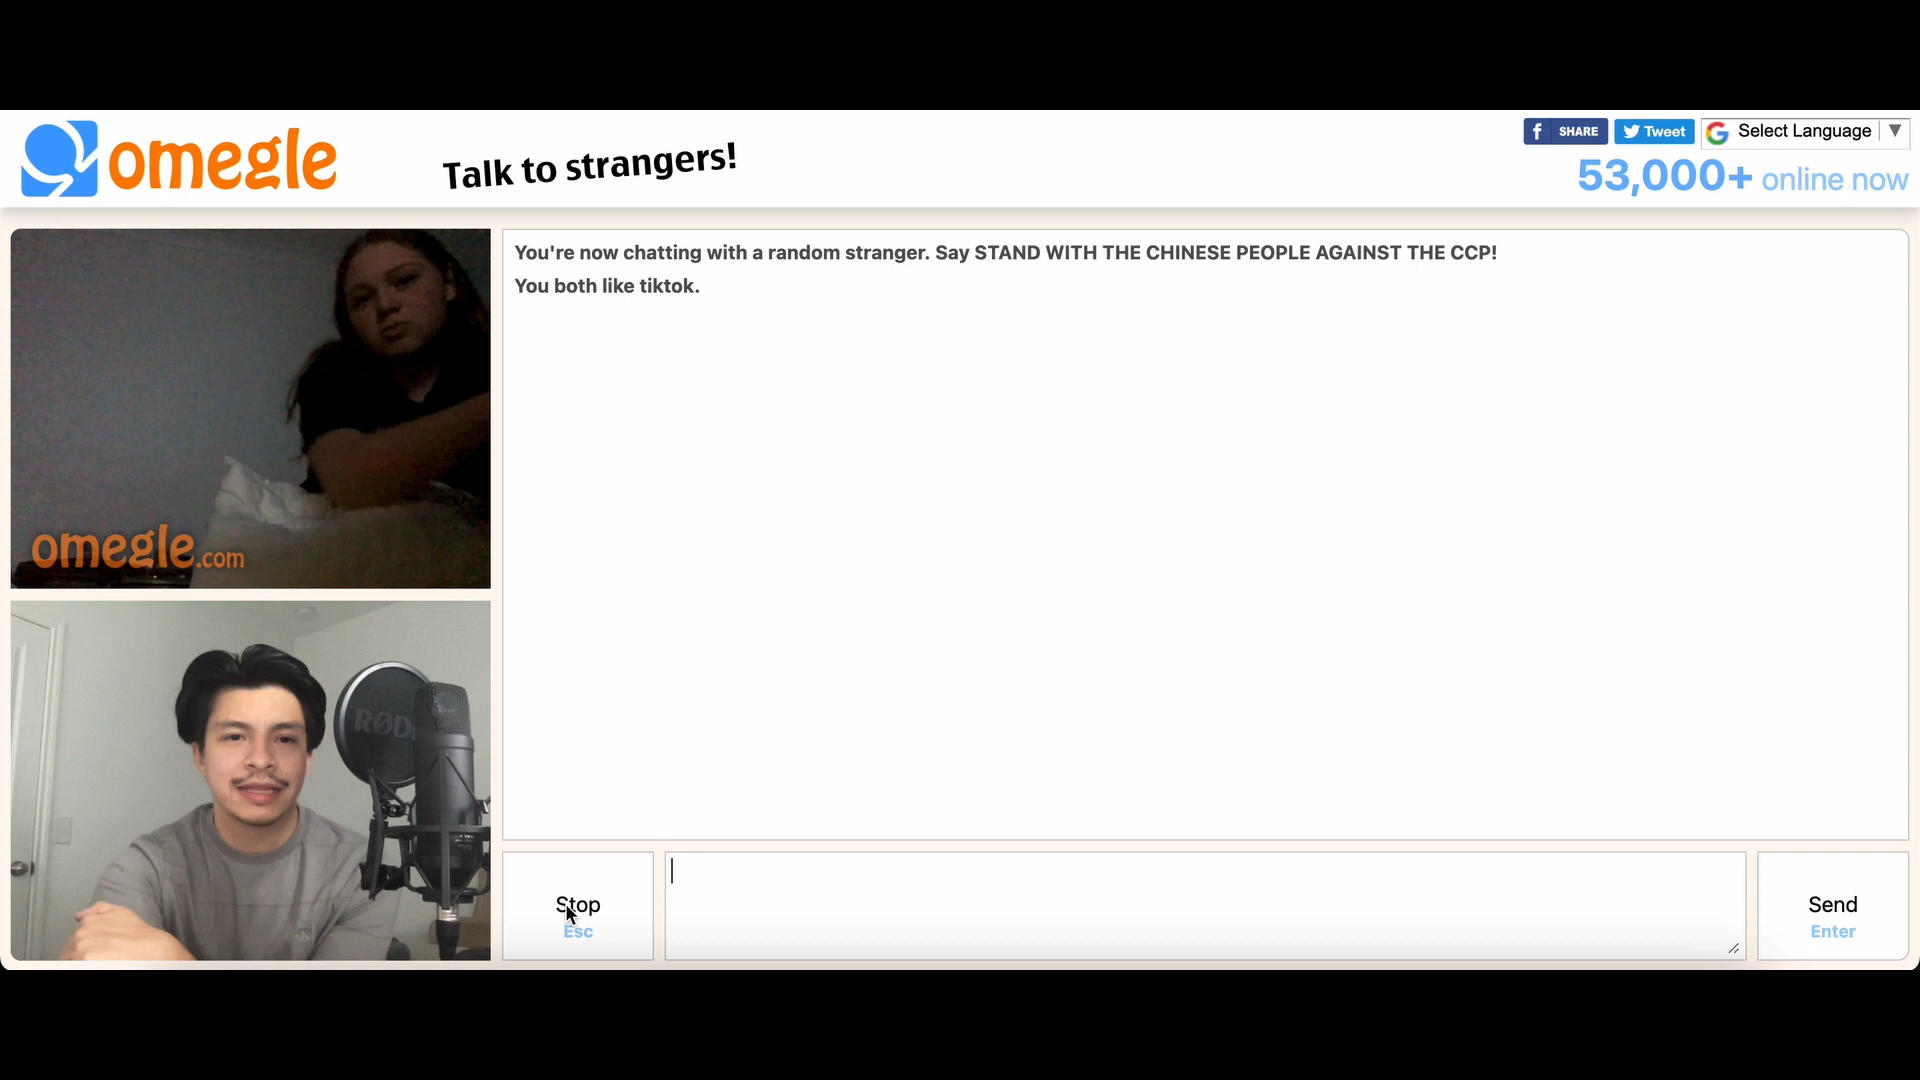 omegle
Talk to strangers!
f SHARE
Tweet
G Select Language ▼
53,000+ online now
You're now chatting with a random stranger. Say STAND WITH THE CHINESE PEOPLE AGAINST THE CCP!
You both like tiktok.
omegle.com
RØD
Stop
Esc
Send
Enter